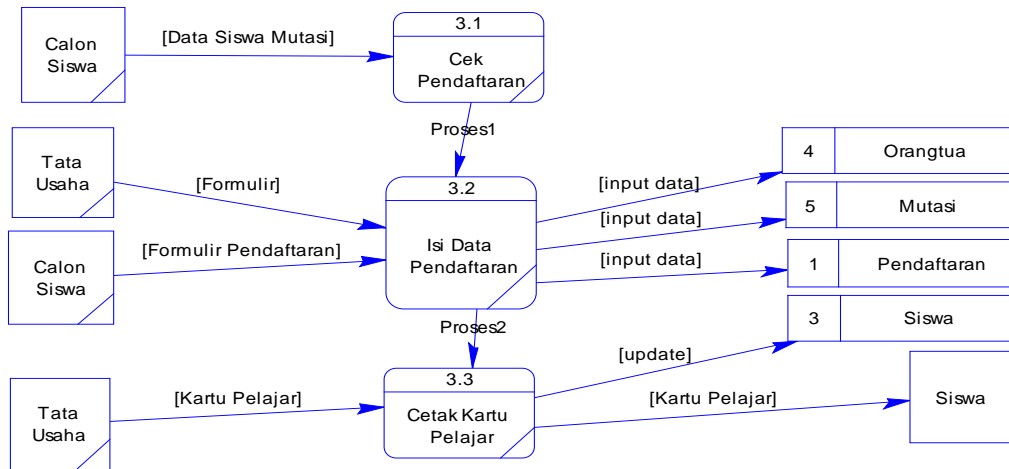 Calon
Siswa
[Data Siswa Mutasi]
3.1
Cek
Pendaftaran
Proses1
Tata
Usaha
[Formulir]
3.2
Isi Data
Pendaftaran
Calon
Siswa
[Formulir Pendaftaran]
[input data]
4 Orangtua
[input data]
5 Mutasi
[input data]
1 Pendaftaran
Proses2
3 Siswa
[update]
Tata
Usaha
[Kartu Pelajar]
3.3
Cetak Kartu
Pelajar
[Kartu Pelajar]
Siswa